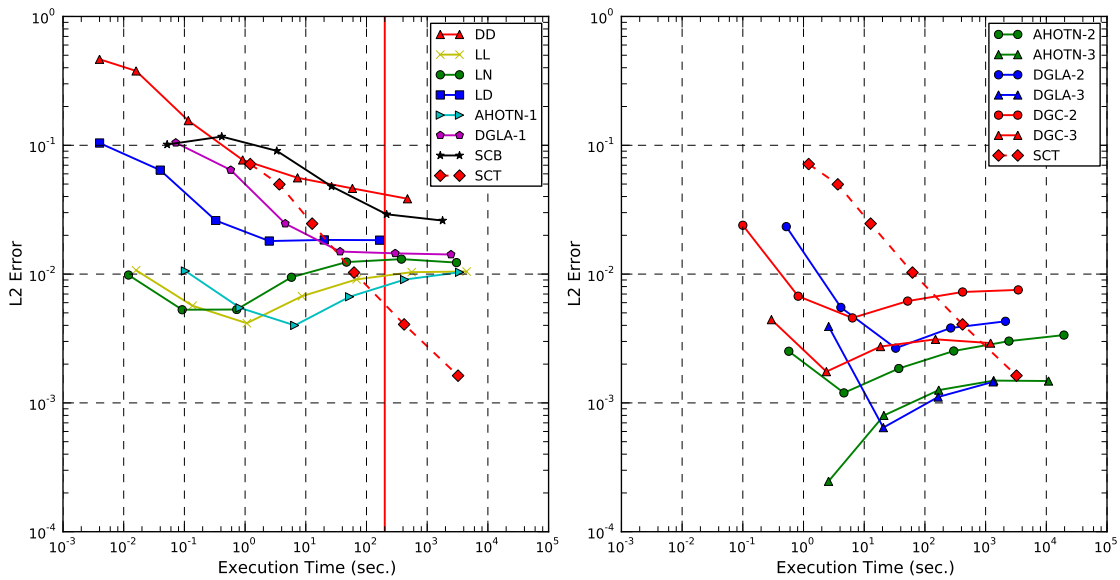 10^0
10^-1
10^-2
10^-3
10^-4
L2 Error
10^-3 10^-2 10^-1 10^0 10^1 10^2 10^3 10^4 10^5
Execution Time (sec.)
DD
LL
LN
LD
AHOTN-1
DGLA-1
SCB
SCT
10^0
10^-1
10^-2
10^-3
10^-4
L2 Error
10^-3 10^-2 10^-1 10^0 10^1 10^2 10^3 10^4 10^5
Execution Time (sec.)
AHOTN-2
AHOTN-3
DGLA-2
DGLA-3
DGC-2
DGC-3
SCT